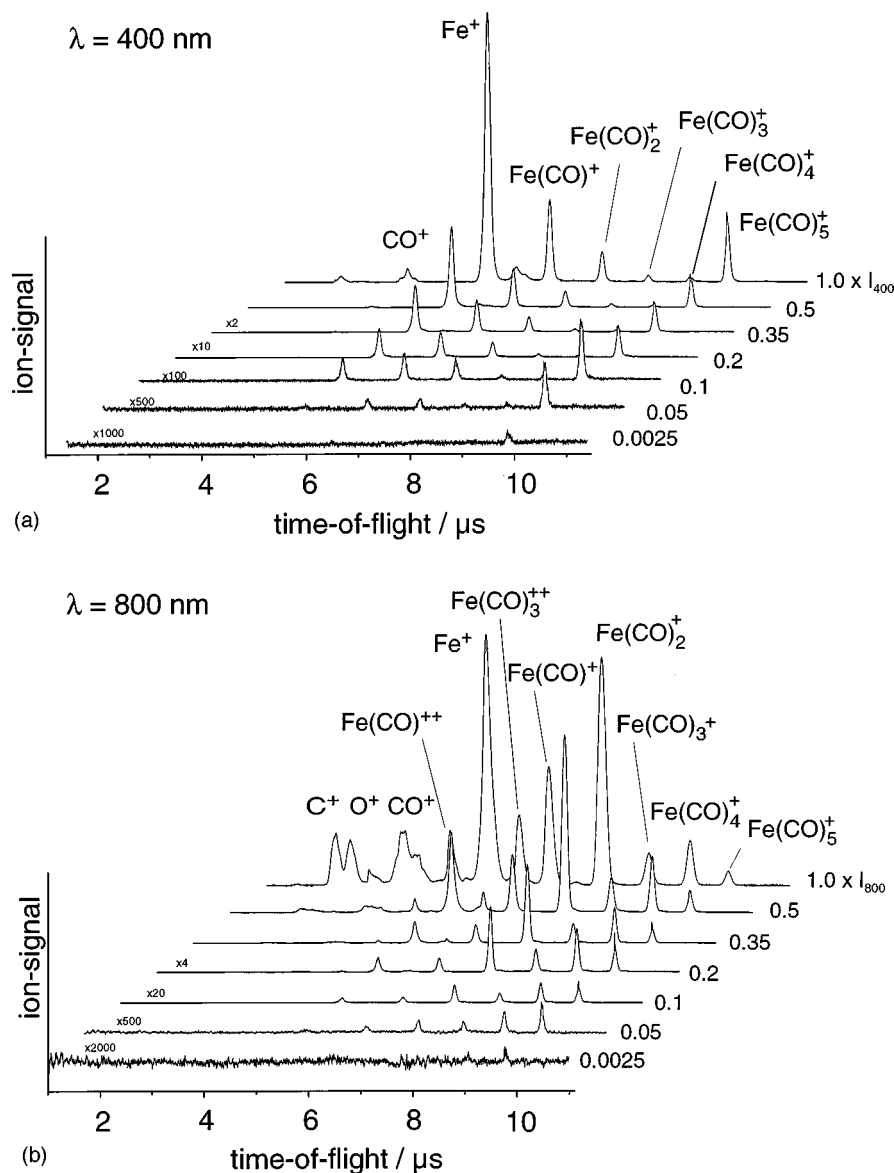 λ = 400 nm
Fe⁺
Fe(CO)₂⁺
Fe(CO)₃⁺
Fe(CO)⁺
Fe(CO)₄⁺
CO⁺
Fe(CO)₅⁺
1.0 x I₄₀₀
0.5
x2
0.35
x10
0.2
x100
0.1
x500
0.05
x1000
0.0025
ion-signal
2 4 6 8 10
(a)
time-of-flight / μs
λ = 800 nm
Fe(CO)₃⁺⁺
Fe(CO)₂⁺
Fe⁺
Fe(CO)⁺
Fe(CO)⁺⁺
Fe(CO)₃⁺
C⁺ O⁺ CO⁺
Fe(CO)₄⁺
Fe(CO)₅⁺
1.0 x I₈₀₀
0.5
0.35
x4
0.2
x20
0.1
x500
0.05
x2000
0.0025
ion-signal
2 4 6 8 10
(b)
time-of-flight / μs